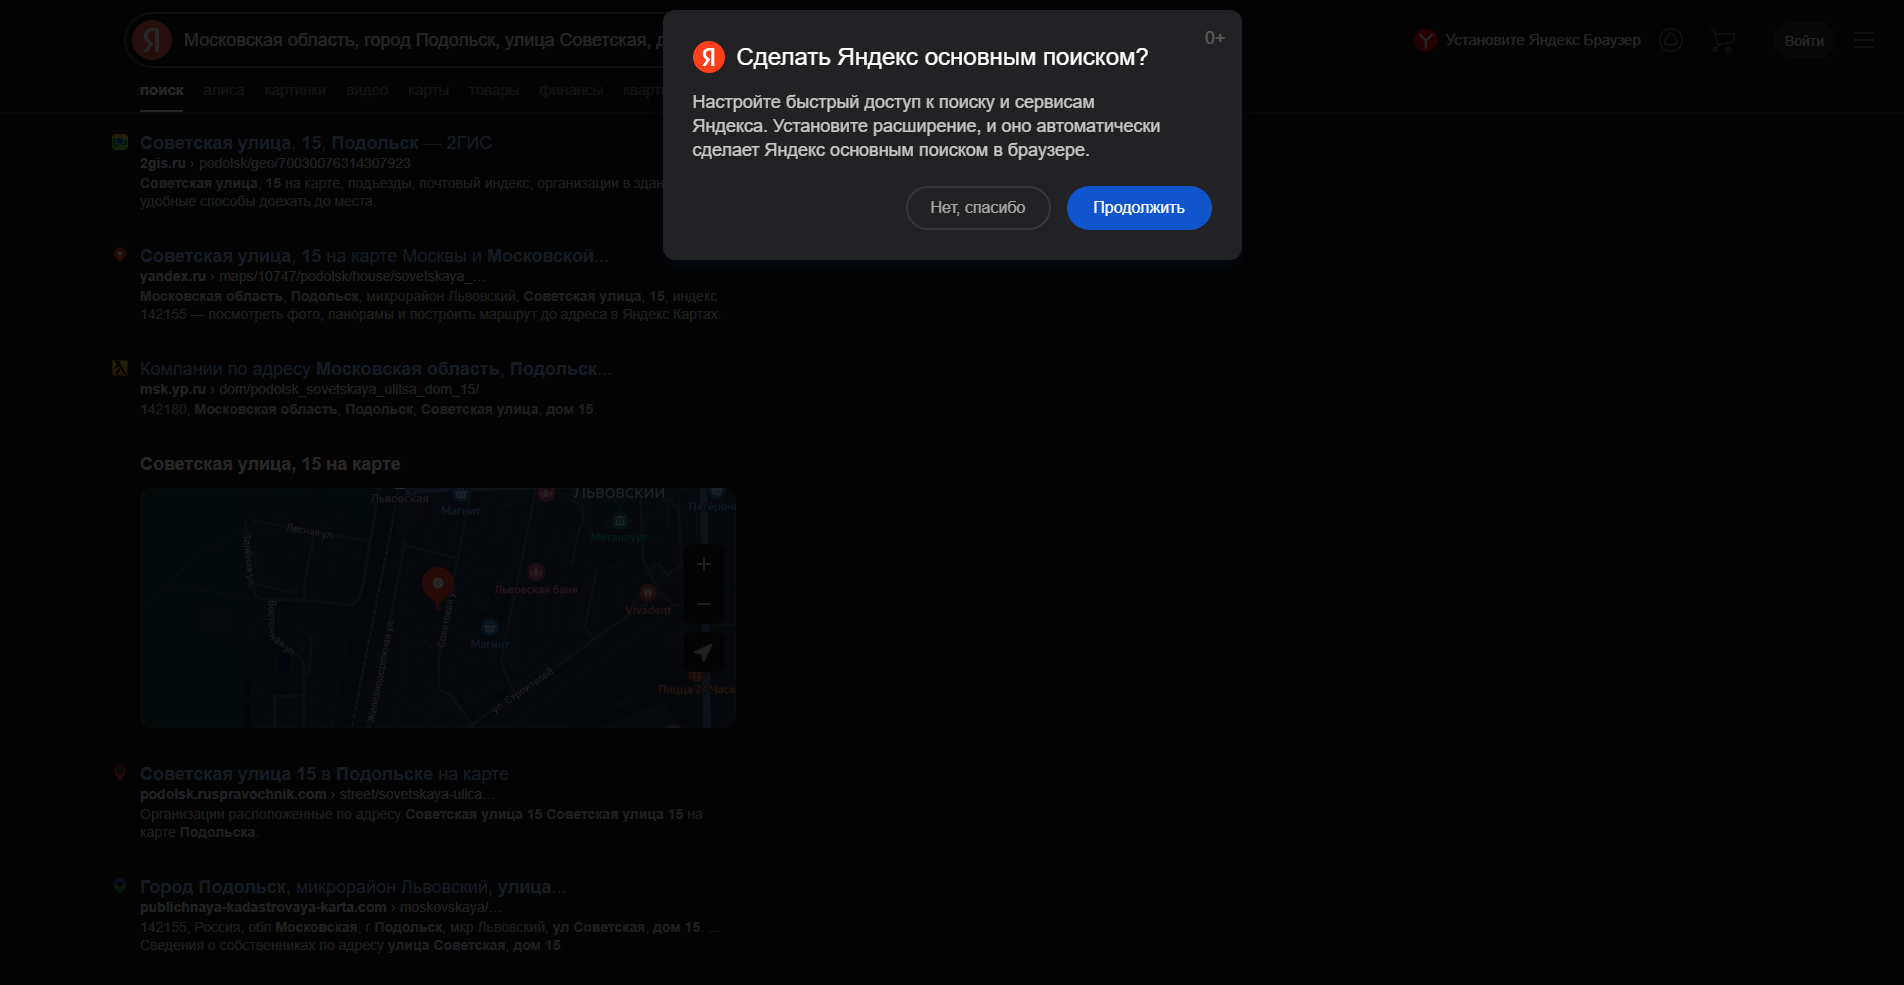 Я Московская область, город Подольск, улица Советская, д
0+
Я Сделать Яндекс основным поиском?
Настройте быстрый доступ к поиску и сервисам
Яндекса. Установите расширение, и оно автоматически
сделает Яндекс основным поиском в браузере.
Нет, спасибо
Продолжить
Установите Яндекс Браузер
Войти
поиск алиса картинки видео карты товары финансы кварт
Советская улица, 15, Подольск — 2ГИС
2gis.ru › podolsk/geo/70030076314307923
Советская улица, 15 на карте, подъезды, почтовый индекс, организации в здан
удобные способы доехать до места.
Советская улица, 15 на карте Москвы и Московской...
yandex.ru › maps/10747/podolsk/house/sovetskaya_...
Московская область, Подольск, микрорайон Львовский, Советская улица, 15, индекс
142155 — посмотреть фото, панорамы и построить маршрут до адреса в Яндекс Картах.
Компании по адресу Московская область, Подольск...
msk.yp.ru › dom/podolsk_sovetskaya_ulitsa_dom_15/
142180, Московская область, Подольск, Советская улица, дом 15.
Советская улица, 15 на карте
Львовская
ЛЬВОВСКИЙ
Магнит
Пятёроч
Лесная ул.
Металлург
Зелёная ул.
Львовская баня
Vivadent
Восточная ул.
Советская ул.
Магнит
Железнодорожная ул.
ул. Строителей
Пицца 24 Часа
Советская улица 15 в Подольске на карте
podolsk.ruspravochnik.com › street/sovetskaya-ulica...
Организации расположенные по адресу Советская улица 15 Советская улица 15 на
карте Подольска.
Город Подольск, микрорайон Львовский, улица...
publichnaya-kadastrovaya-karta.com › moskovskaya/...
142155, Россия, обл Московская, г Подольск, мкр Львовский, ул Советская, дом 15. ...
Сведения о собственниках по адресу улица Советская, дом 15.